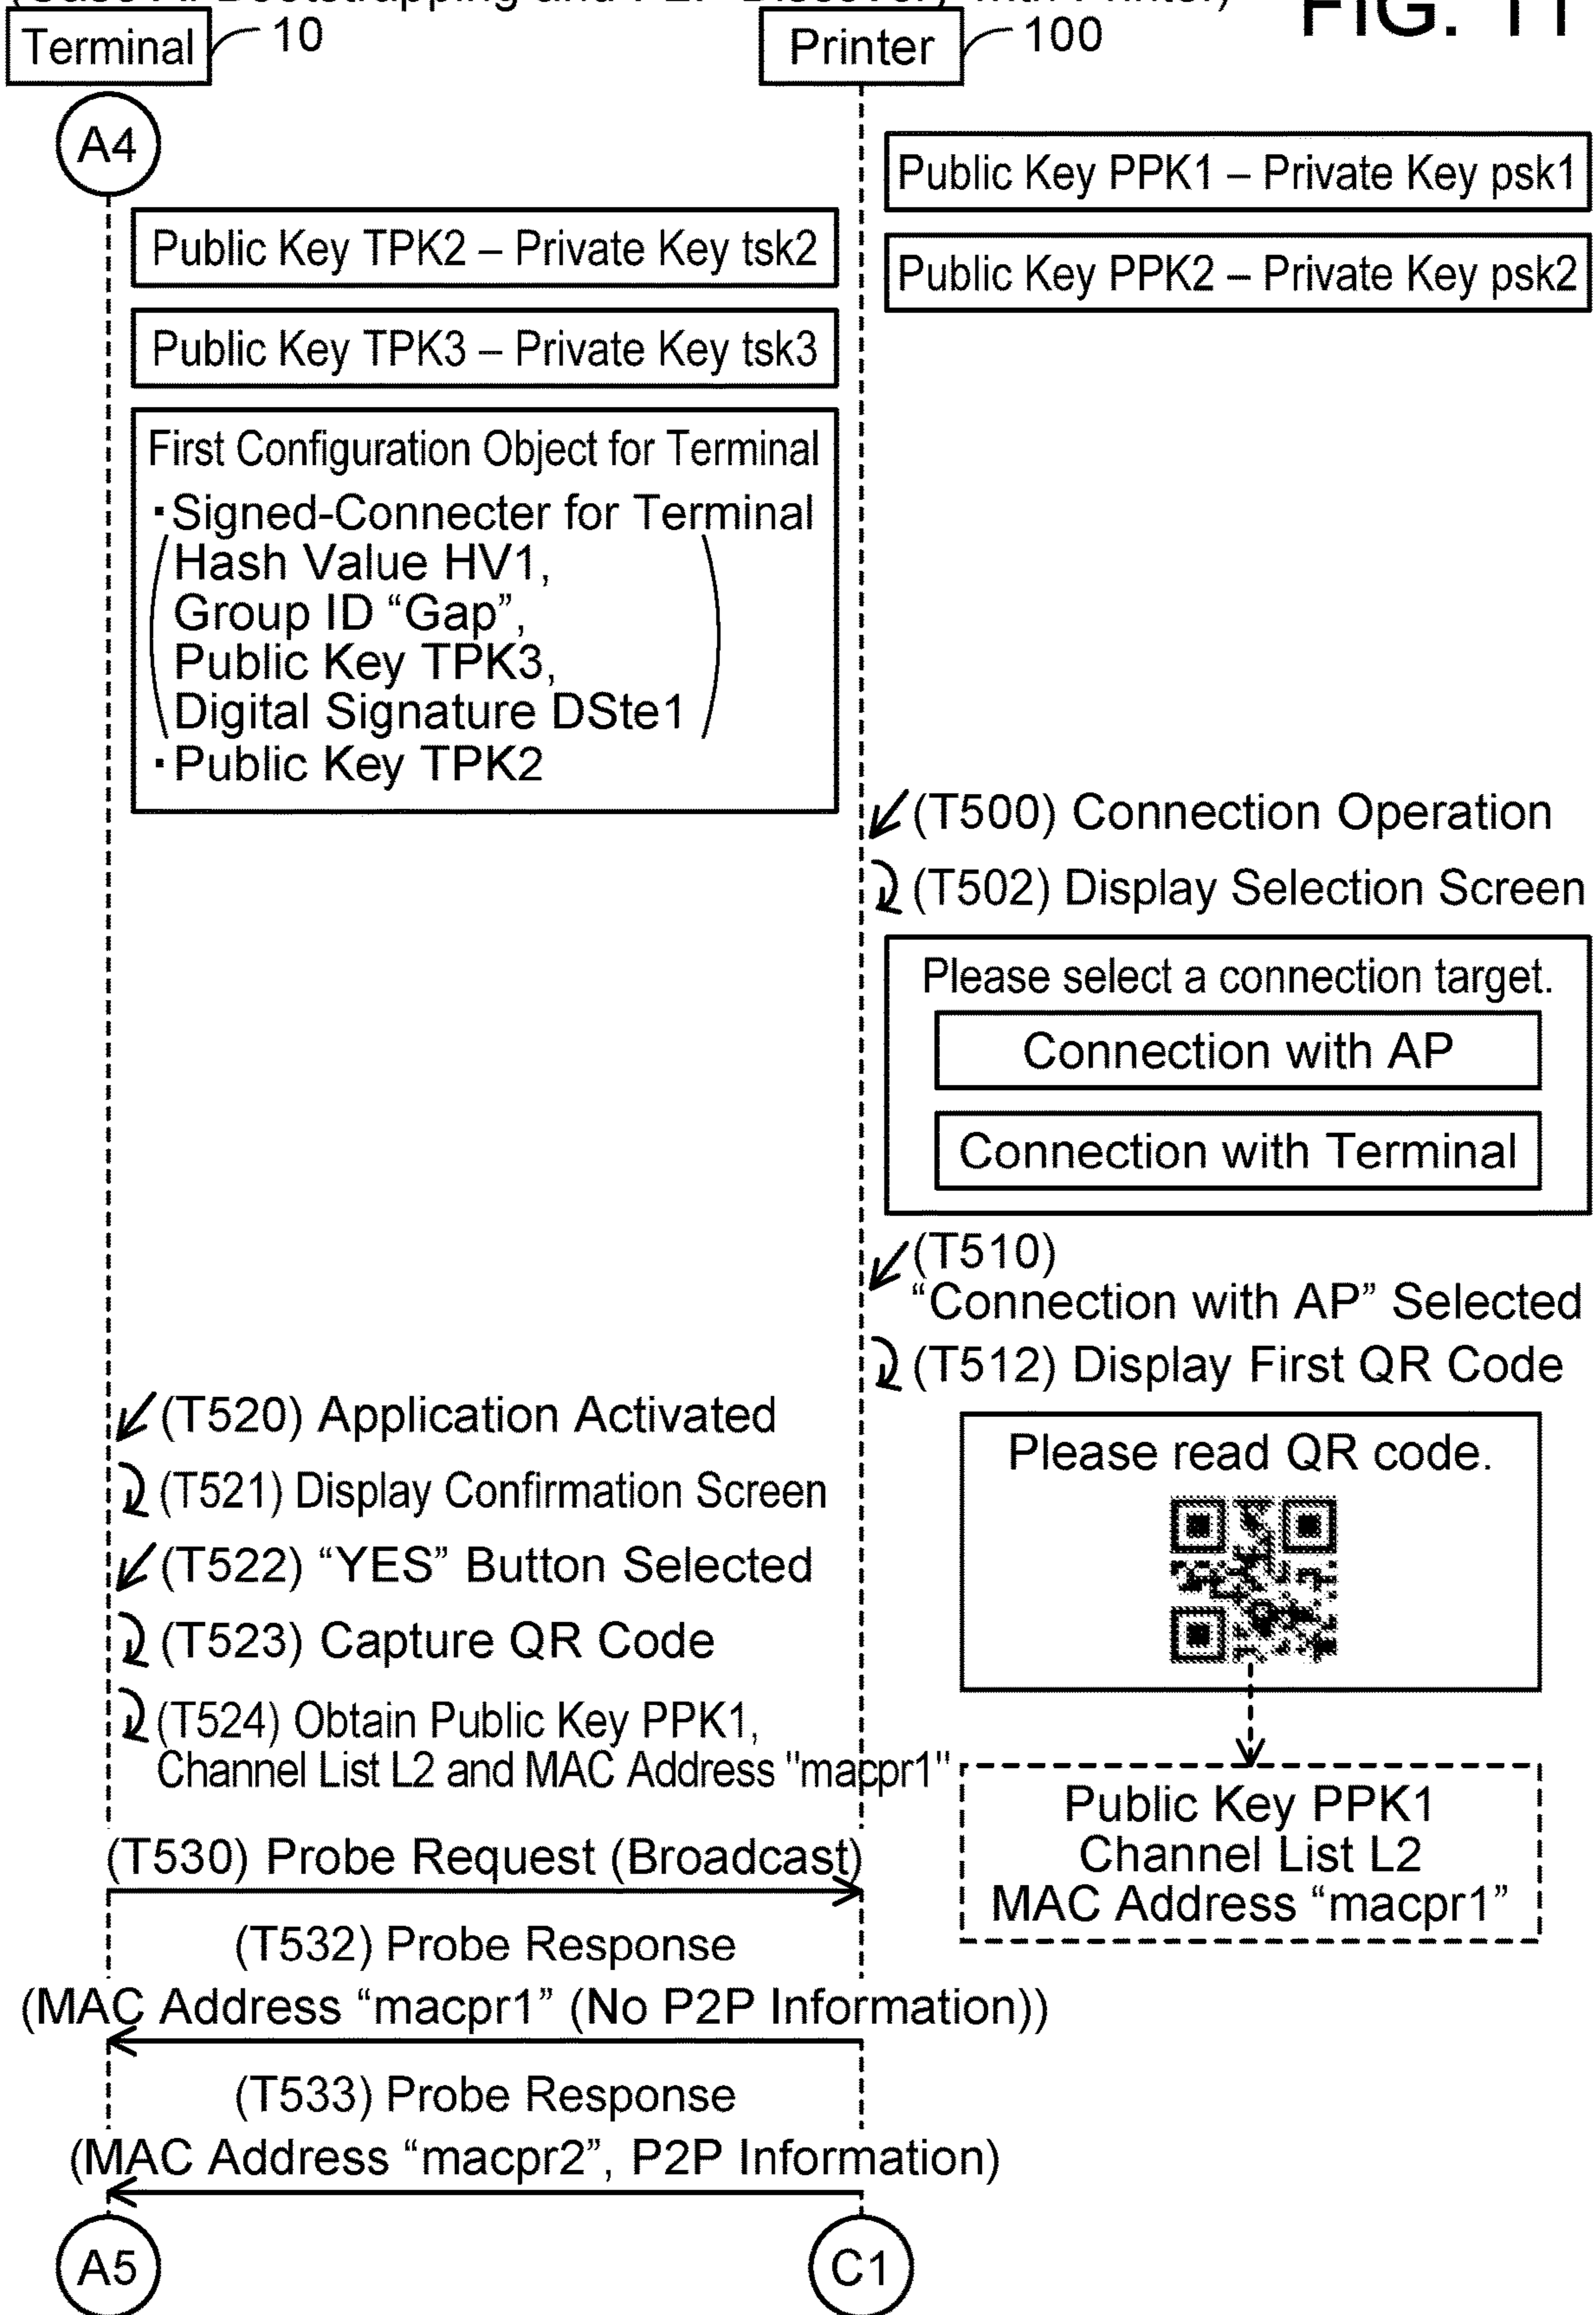 (Case A: Bootstrapping and P2P Discovery with Printer)
FIG. 11
Terminal
10
Printer
100
A4
Public Key PPK1 – Private Key psk1
Public Key PPK2 – Private Key psk2
Public Key TPK2 – Private Key tsk2
Public Key TPK3 – Private Key tsk3
First Configuration Object for Terminal
・Signed-Connecter for Terminal
(Hash Value HV1,
Group ID “Gap”,
Public Key TPK3,
Digital Signature DSte1)
・Public Key TPK2
(T500) Connection Operation
(T502) Display Selection Screen
Please select a connection target.
Connection with AP
Connection with Terminal
(T510)
“Connection with AP” Selected
(T512) Display First QR Code
Please read QR code.
Public Key PPK1
Channel List L2
MAC Address “macpr1”
(T520) Application Activated
(T521) Display Confirmation Screen
(T522) “YES” Button Selected
(T523) Capture QR Code
(T524) Obtain Public Key PPK1,
Channel List L2 and MAC Address "macpr1"
(T530) Probe Request (Broadcast)
(T532) Probe Response
(MAC Address “macpr1” (No P2P Information))
(T533) Probe Response
(MAC Address “macpr2”, P2P Information)
A5
C1